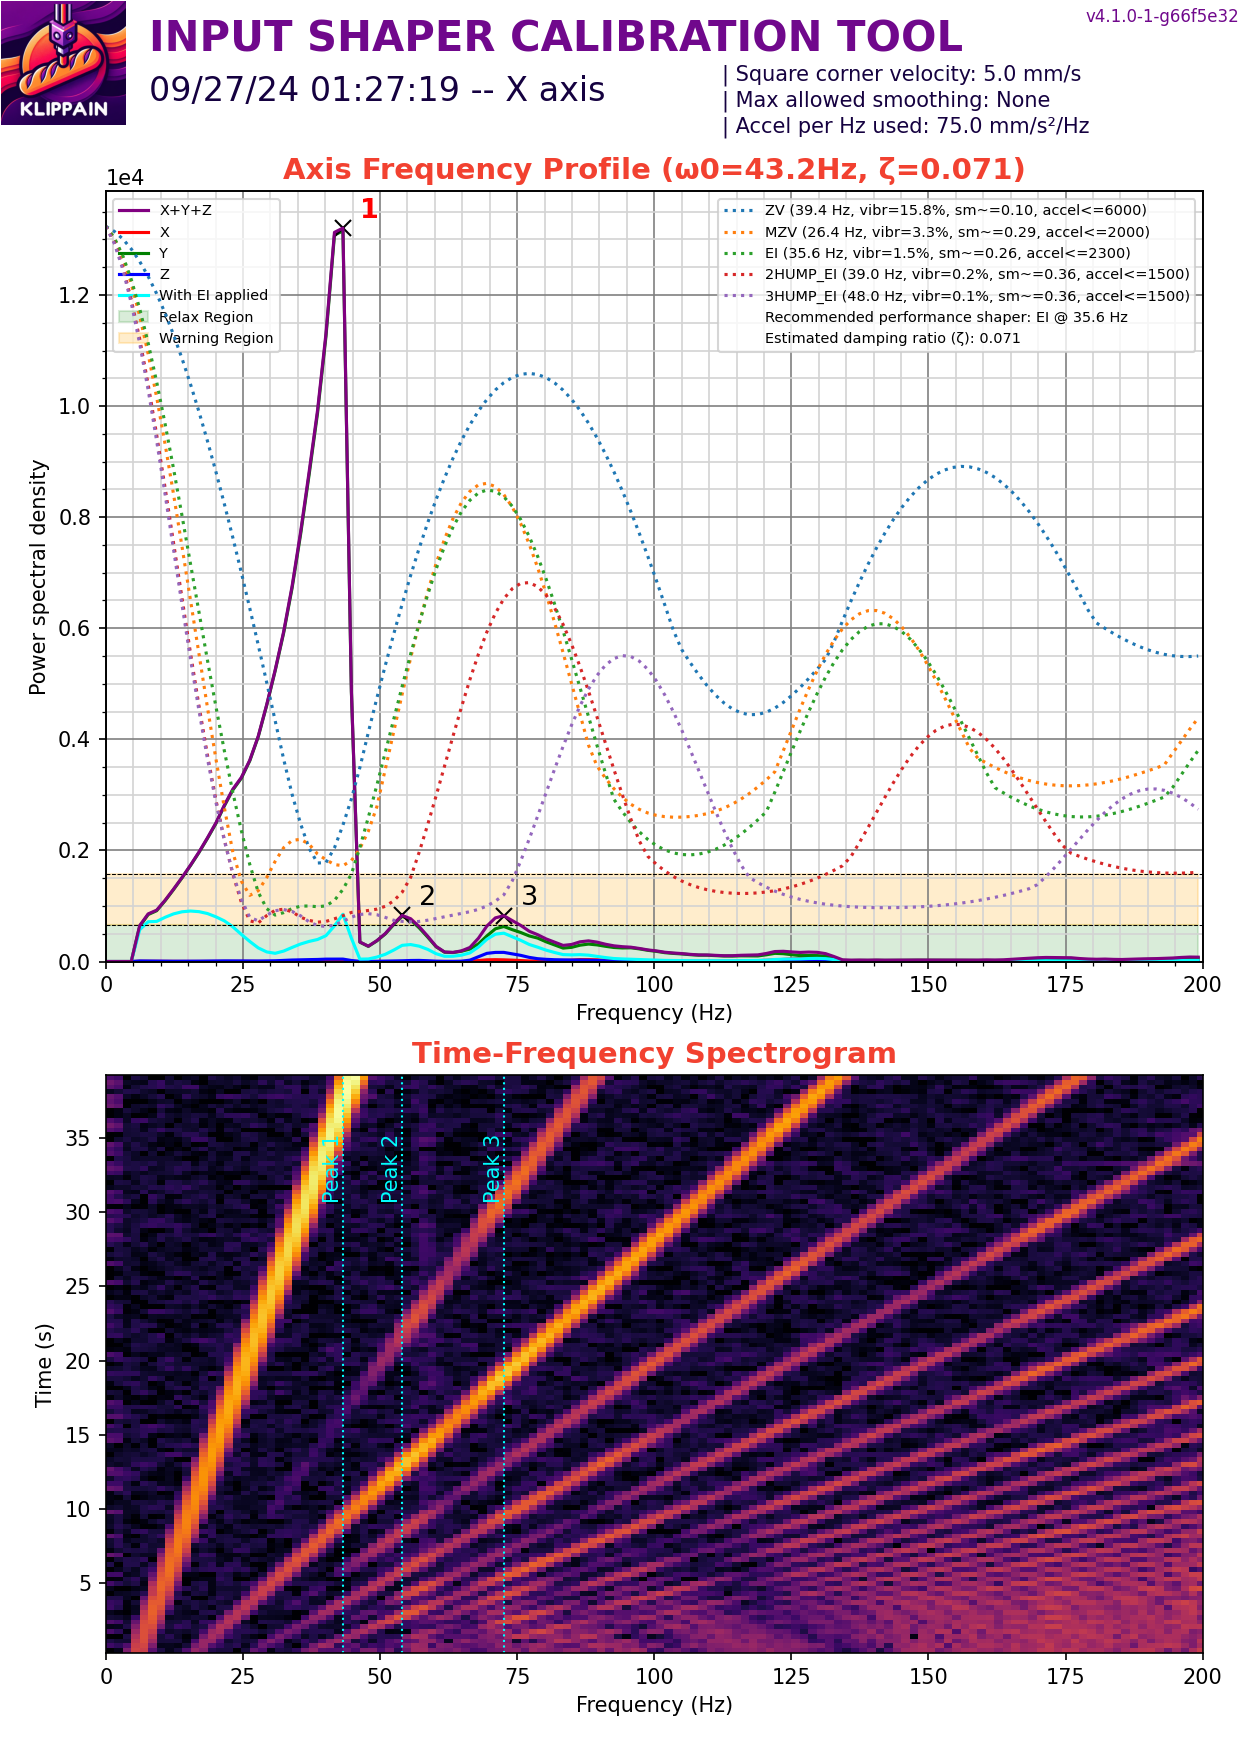 v4.1.0-1-g66f5e32
INPUT SHAPER CALIBRATION TOOL
09/27/24 01:27:19 -- X axis
| Square corner velocity: 5.0 mm/s
| Max allowed smoothing: None
| Accel per Hz used: 75.0 mm/s²/Hz
KLIPPAIN
Axis Frequency Profile (ω0=43.2Hz, ζ=0.071)
1e4
X+Y+Z
X
Y
Z
With EI applied
Relax Region
Warning Region
ZV (39.4 Hz, vibr=15.8%, sm~=0.10, accel<=6000)
MZV (26.4 Hz, vibr=3.3%, sm~=0.29, accel<=2000)
EI (35.6 Hz, vibr=1.5%, sm~=0.26, accel<=2300)
2HUMP_EI (39.0 Hz, vibr=0.2%, sm~=0.36, accel<=1500)
3HUMP_EI (48.0 Hz, vibr=0.1%, sm~=0.36, accel<=1500)
Recommended performance shaper: EI @ 35.6 Hz
Estimated damping ratio (ζ): 0.071
1
2
3
1.2
1.0
0.8
0.6
0.4
0.2
0.0
Power spectral density
0 25 50 75 100 125 150 175 200
Frequency (Hz)
Time-Frequency Spectrogram
Peak 1
Peak 2
Peak 3
35
30
25
20
15
10
5
Time (s)
0 25 50 75 100 125 150 175 200
Frequency (Hz)